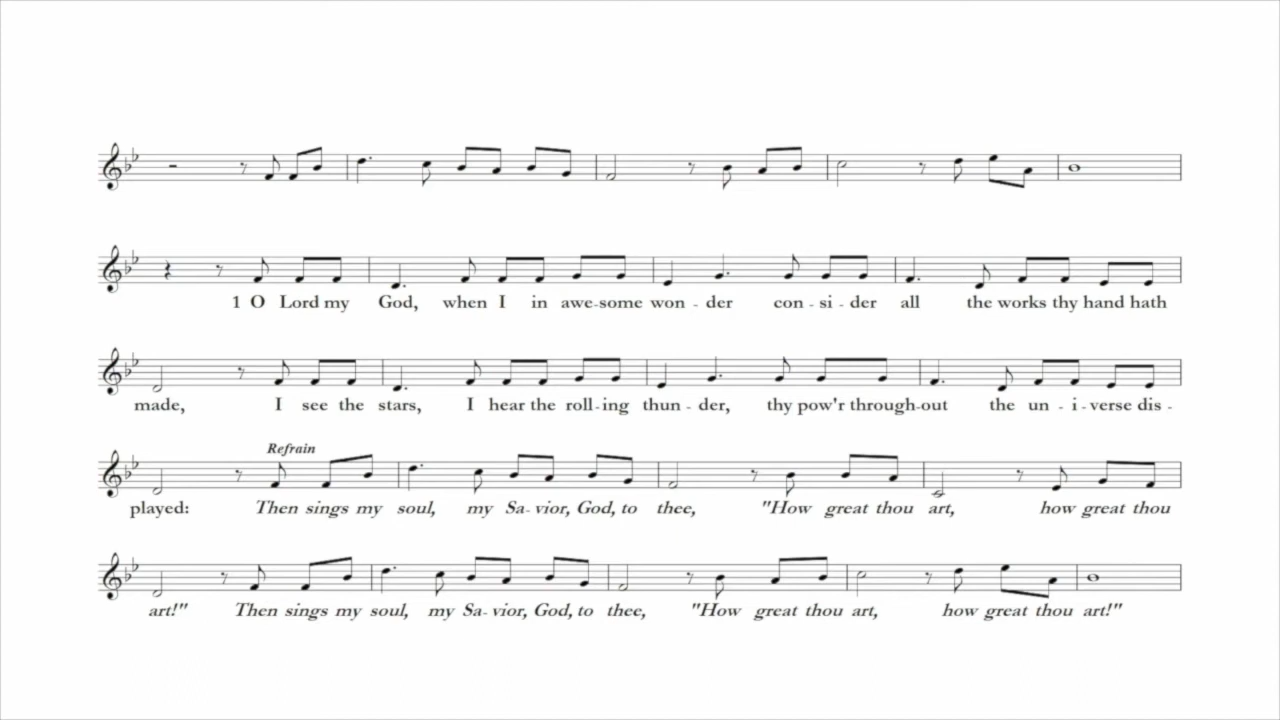 1 O Lord my God, when I in awe-some won - der con - si - der all the works thy hand hath
made, I see the stars, I hear the roll-ing thun - der, thy pow'r through-out the un - i - verse dis -
Refrain
played: Then sings my soul, my Sa- vior, God, to thee, "How great thou art, how great thou
art!" Then sings my soul, my Sa- vior, God, to thee, "How great thou art, how great thou art!"